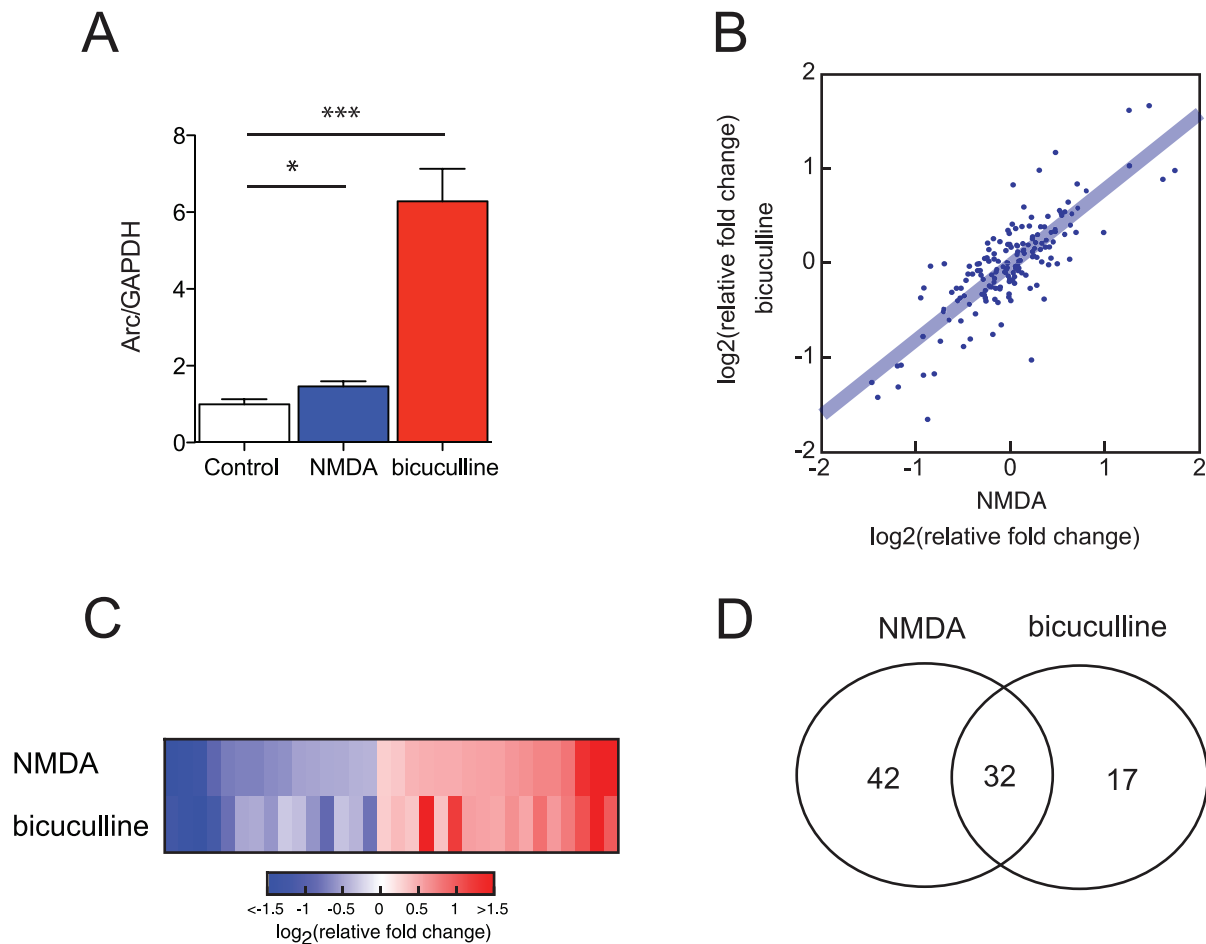 A
***
*
8
6
4
2
0
Arc/GAPDH
Control NMDA bicuculline
B
2
1
0
-1
-2
log2(relative fold change)
bicuculline
-2 -1 0 1 2
NMDA
log2(relative fold change)
C
NMDA
bicuculline
<-1.5 -1 -0.5 0 0.5 1 >1.5
log2(relative fold change)
D
NMDA bicuculline
42 32 17